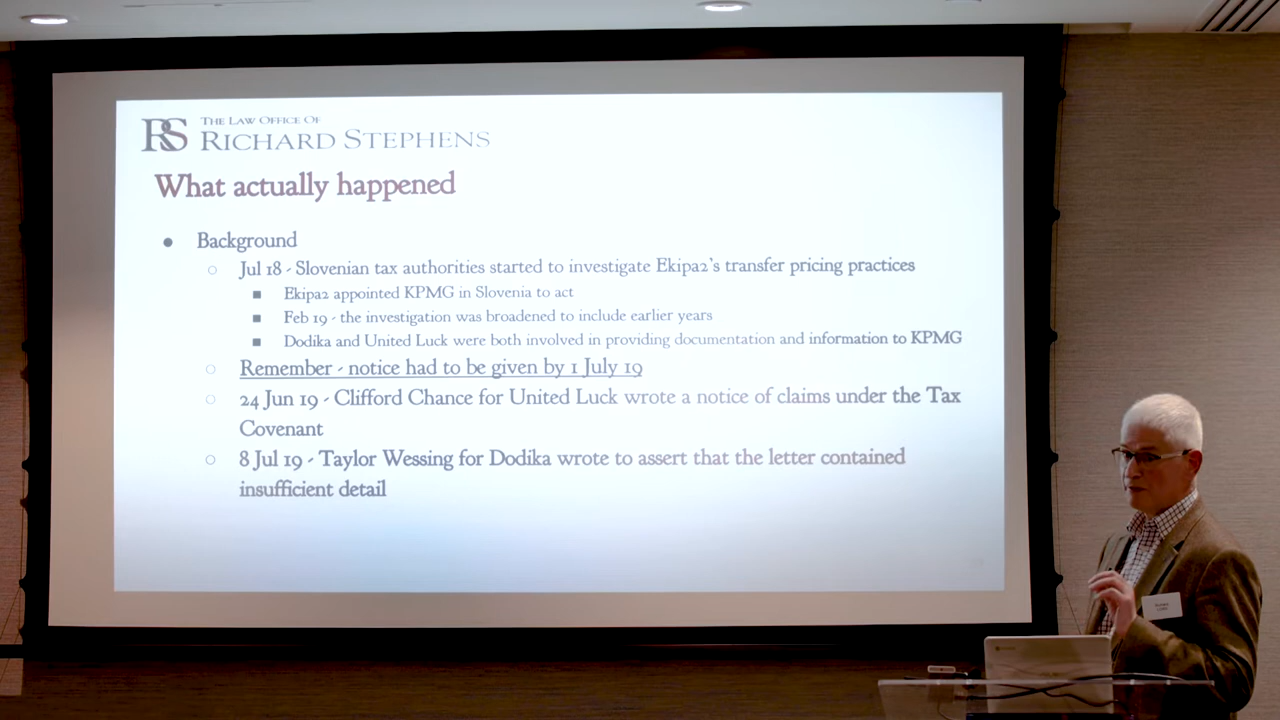 RS THE LAW OFFICE OF
RICHARD STEPHENS
What actually happened
● Background
○ Jul 18 - Slovenian tax authorities started to investigate Ekipa2's transfer pricing practices
■ Ekipa2 appointed KPMG in Slovenia to act
■ Feb 19 - the investigation was broadened to include earlier years
■ Dodika and United Luck were both involved in providing documentation and information to KPMG
○ Remember - notice had to be given by 1 July 19
○ 24 Jun 19 - Clifford Chance for United Luck wrote a notice of claims under the Tax
Covenant
○ 8 Jul 19 - Taylor Wessing for Dodika wrote to assert that the letter contained
insufficient detail